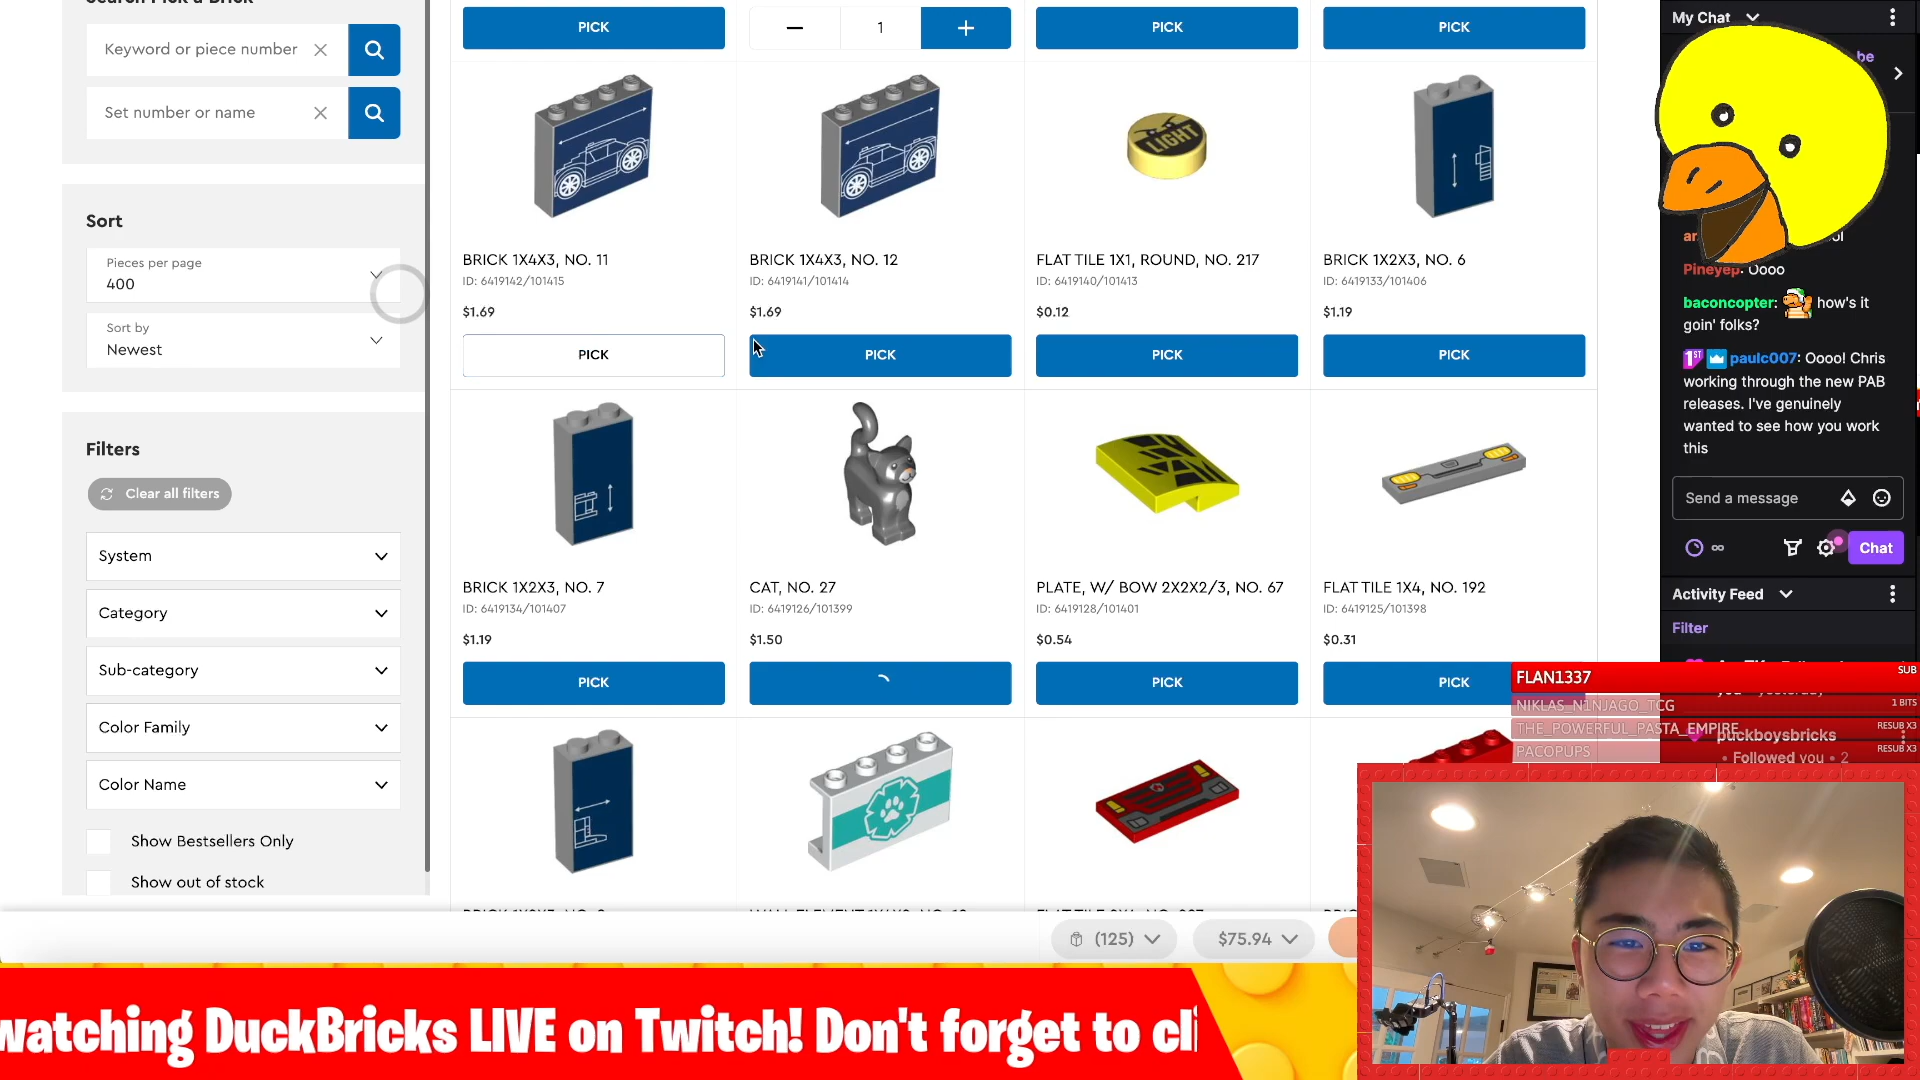 Search Pick a Brick
Keyword or piece number
Set number or name
Sort
Pieces per page
400
Sort by
Newest
Filters
Clear all filters
System
Category
Sub-category
Color Family
Color Name
Show Bestsellers Only
Show out of stock
PICK
1
PICK
PICK
BRICK 1X4X3, NO. 11
ID: 6419142/101415
$1.69
PICK
BRICK 1X4X3, NO. 12
ID: 6419141/101414
$1.69
PICK
LIGHT
FLAT TILE 1X1, ROUND, NO. 217
ID: 6419140/101413
$0.12
PICK
BRICK 1X2X3, NO. 6
ID: 6419133/101406
$1.19
PICK
BRICK 1X2X3, NO. 7
ID: 6419134/101407
$1.19
PICK
CAT, NO. 27
ID: 6419126/101399
$1.50
PLATE, W/ BOW 2X2X2/3, NO. 67
ID: 6419128/101401
$0.54
PICK
FLAT TILE 1X4, NO. 192
ID: 6419125/101398
$0.31
PICK
(125)
$75.94
My Chat
be
Pineyep: Oooo
baconcopter: how's it
goin' folks?
1ST paulc007: Oooo! Chris
working through the new PAB
releases. I've genuinely
wanted to see how you work
this
Send a message
Chat
Activity Feed
Filter
FLAN1337 SUB
NIKLAS_N1NJAGO_TCG 1 BITS
THE_POWERFUL_PASTA_EMPIRE RESUB X3
PACOPUPS RESUB X3
puckboysbricks
• Followed you • 2
watching DuckBricks LIVE on Twitch! Don't forget to cli